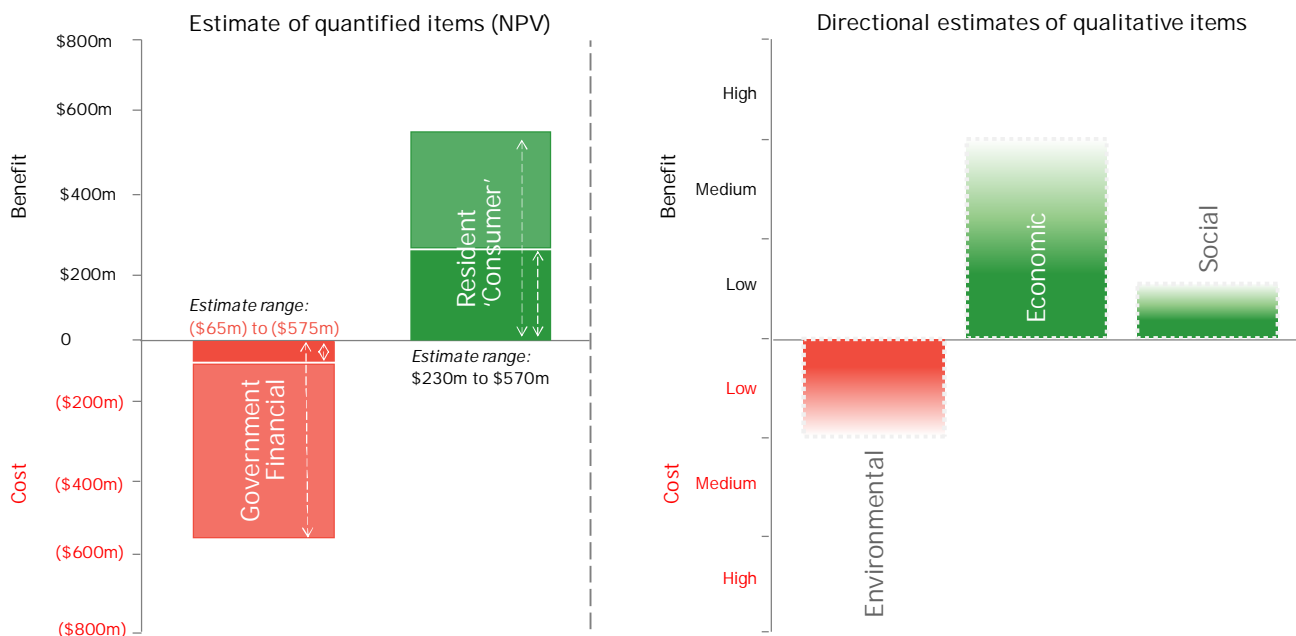 Estimate of quantified items (NPV)
$800m
$600m
$400m
$200m
0
($200m)
($400m)
($600m)
($800m)
Benefit
Cost
Estimate range:
($65m) to ($575m)
Government
Financial
Resident
‘Consumer’
Estimate range:
$230m to $570m
Directional estimates of qualitative items
High
Medium
Low
Low
Medium
High
Benefit
Cost
Environmental
Economic
Social